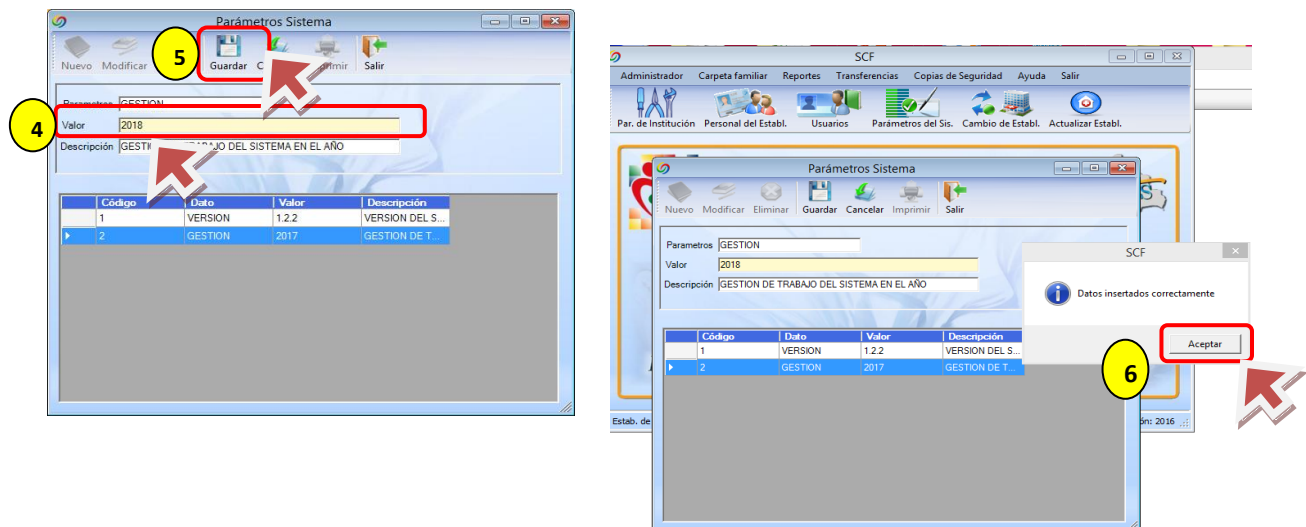 Parámetros Sistema
5
Nuevo Modificar Guardar Salir
Parametros GESTION
4
Valor 2018
Descripción GESTI TRABAJO DEL SISTEMA EN EL AÑO
Código Dato Valor Descripción
1 VERSION 1.2.2 VERSION DEL S...
2 GESTION 2017 GESTION DE T...
SCF
Administrador Carpeta familiar Reportes Transferencias Copias de Seguridad Ayuda Salir
Par. de Institución Personal del Establ. Usuarios Parámetros del Sis. Cambio de Establ. Actualizar Establ.
Parámetros Sistema
Nuevo Modificar Eliminar Guardar Cancelar Imprimir Salir
Parametros GESTION
Valor 2018
Descripción GESTION DE TRABAJO DEL SISTEMA EN EL AÑO
SCF
Datos insertados correctamente
Aceptar
6
Código Dato Valor Descripción
1 VERSION 1.2.2 VERSION DEL S...
2 GESTION 2017 GESTION DE T...
Estab. de ón: 2016